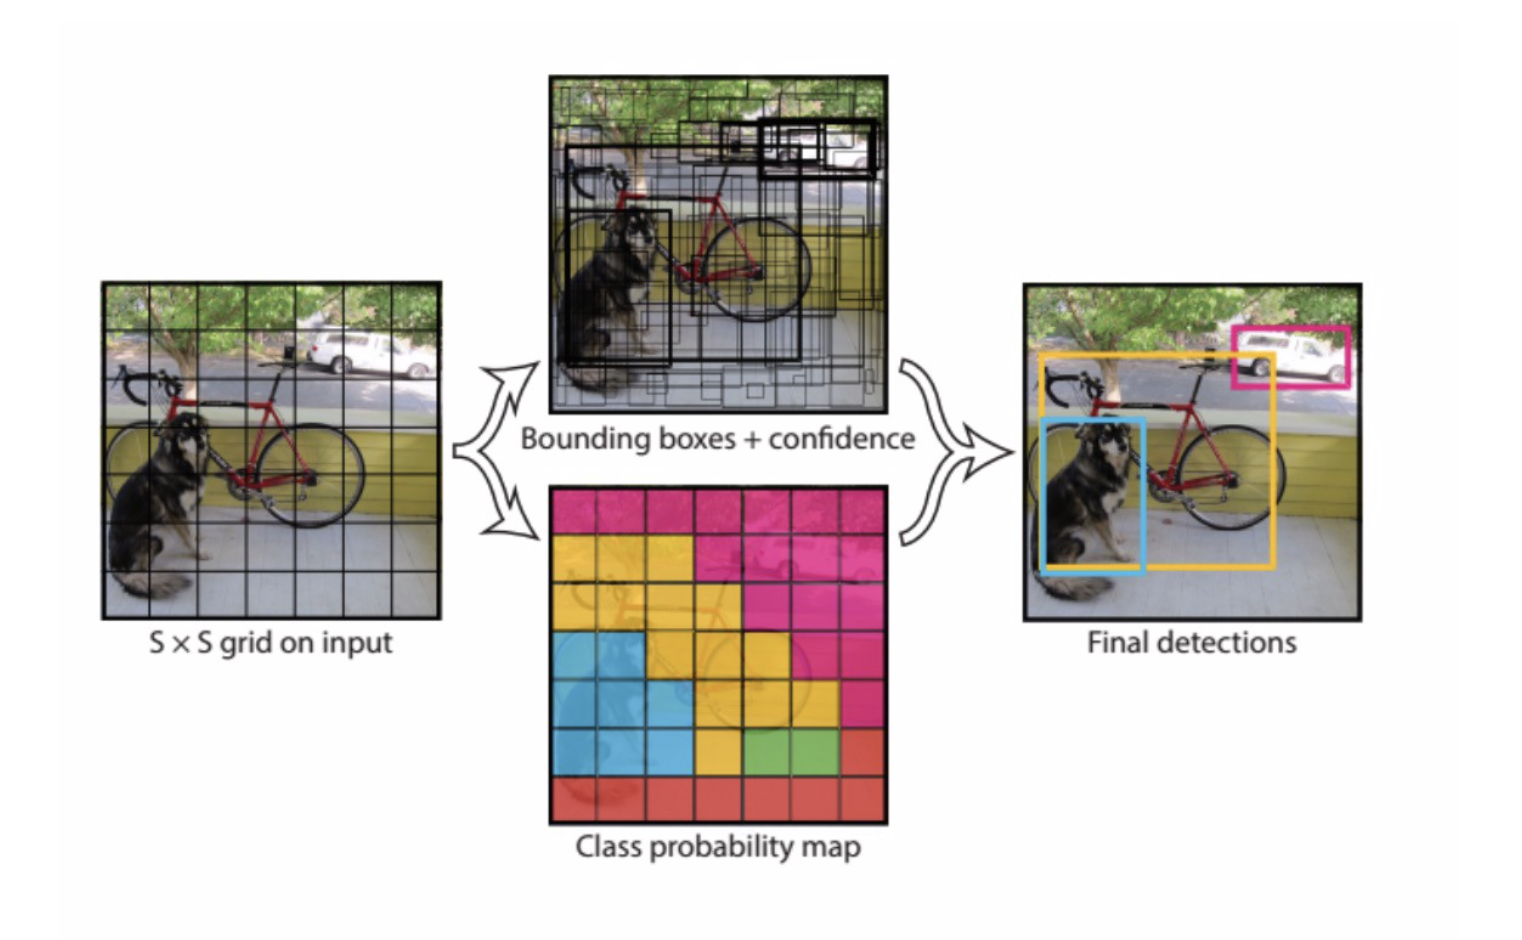 S × S grid on input
Bounding boxes + confidence
Class probability map
Final detections